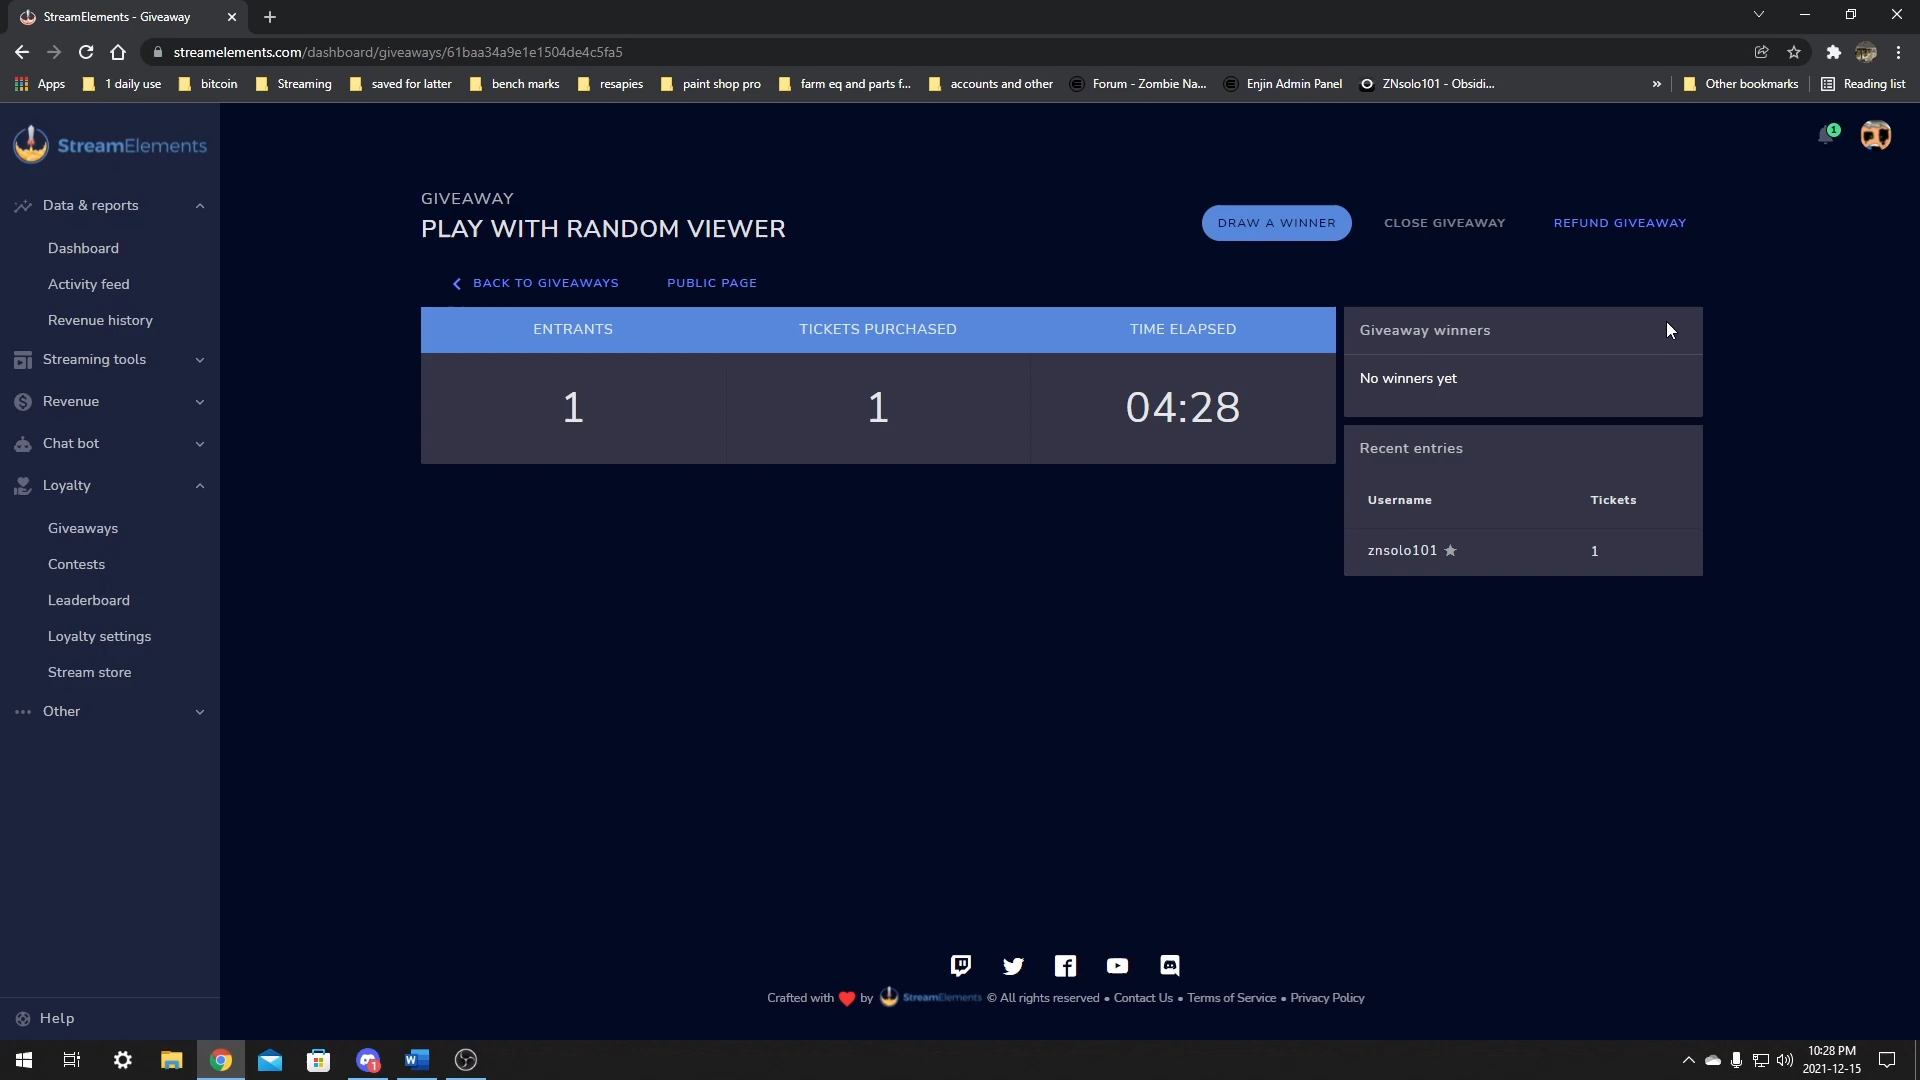 StreamElements - Giveaway
streamelements.com/dashboard/giveaways/61baa34a9e1e1504de4c5fa5
Apps
1 daily use
bitcoin
Streaming
saved for latter
bench marks
resapies
paint shop pro
farm eq and parts f...
accounts and other
Forum - Zombie Na...
Enjin Admin Panel
ZNsolo101 - Obsidi...
»
Other bookmarks
Reading list
StreamElements
1
Data & reports
Dashboard
Activity feed
Revenue history
Streaming tools
Revenue
Chat bot
Loyalty
Giveaways
Contests
Leaderboard
Loyalty settings
Stream store
Other
Help
GIVEAWAY
PLAY WITH RANDOM VIEWER
DRAW A WINNER
CLOSE GIVEAWAY
REFUND GIVEAWAY
BACK TO GIVEAWAYS
PUBLIC PAGE
ENTRANTS
TICKETS PURCHASED
TIME ELAPSED
1
1
04:28
Giveaway winners
No winners yet
Recent entries
Username
Tickets
znsolo101
1
Crafted with ❤ by StreamElements © All rights reserved • Contact Us • Terms of Service • Privacy Policy
1
10:28 PM
2021-12-15